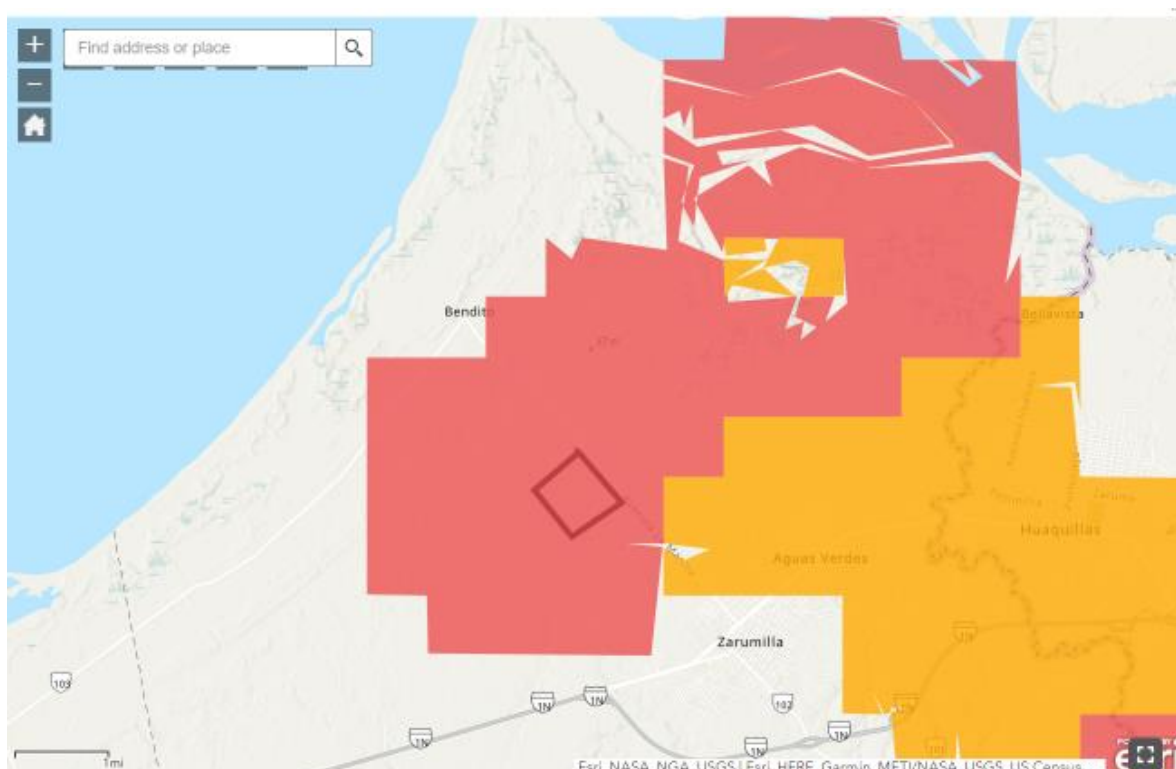 +
Find address or place
−
Bendito
Bellavista
Huaquillas
Aguas Verdes
Zarumilla
103
1N
1N
102
1N
1N
1mi
Esri, NASA, NGA, USGS | Esri, HERE, Garmin, METI/NASA, USGS, US Census
esri